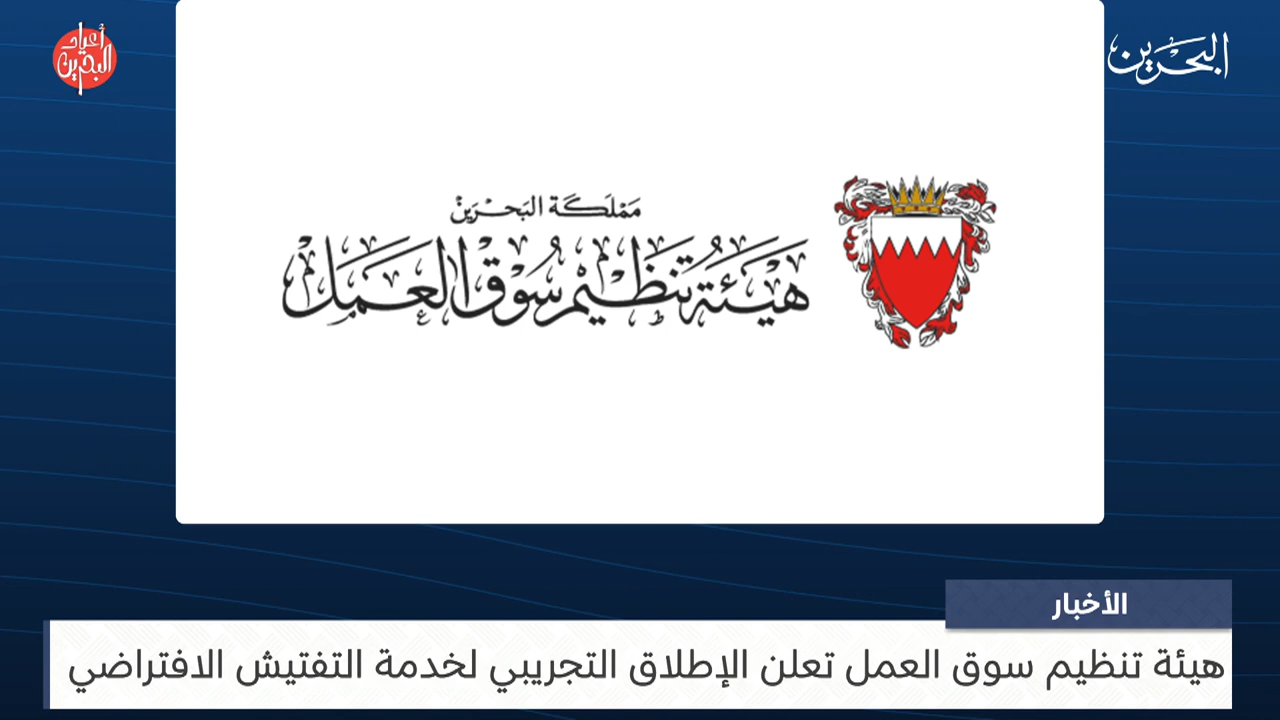 أعياد
البحرين
البحرين
مملكة البحرين
هيئة تنظيم سوق العمل
الأخبار
هيئة تنظيم سوق العمل تعلن الإطلاق التجريبي لخدمة التفتيش الافتراضي